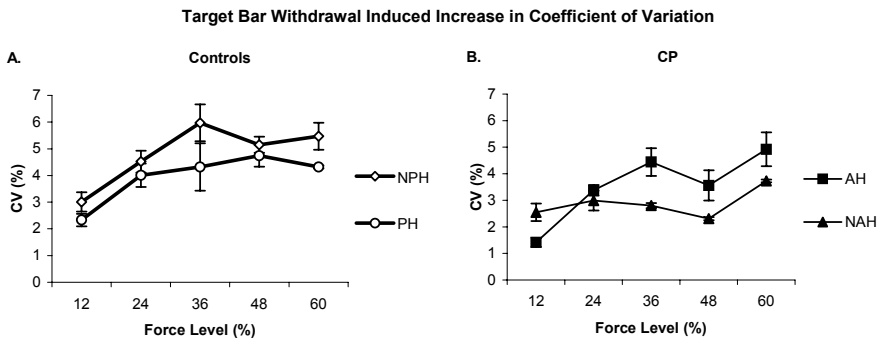 Target Bar Withdrawal Induced Increase in Coefficient of Variation
A.
Controls
CV (%)
7
6
5
4
3
2
1
0
12 24 36 48 60
Force Level (%)
NPH
PH
B.
CP
CV (%)
7
6
5
4
3
2
1
0
12 24 36 48 60
Force Level (%)
AH
NAH